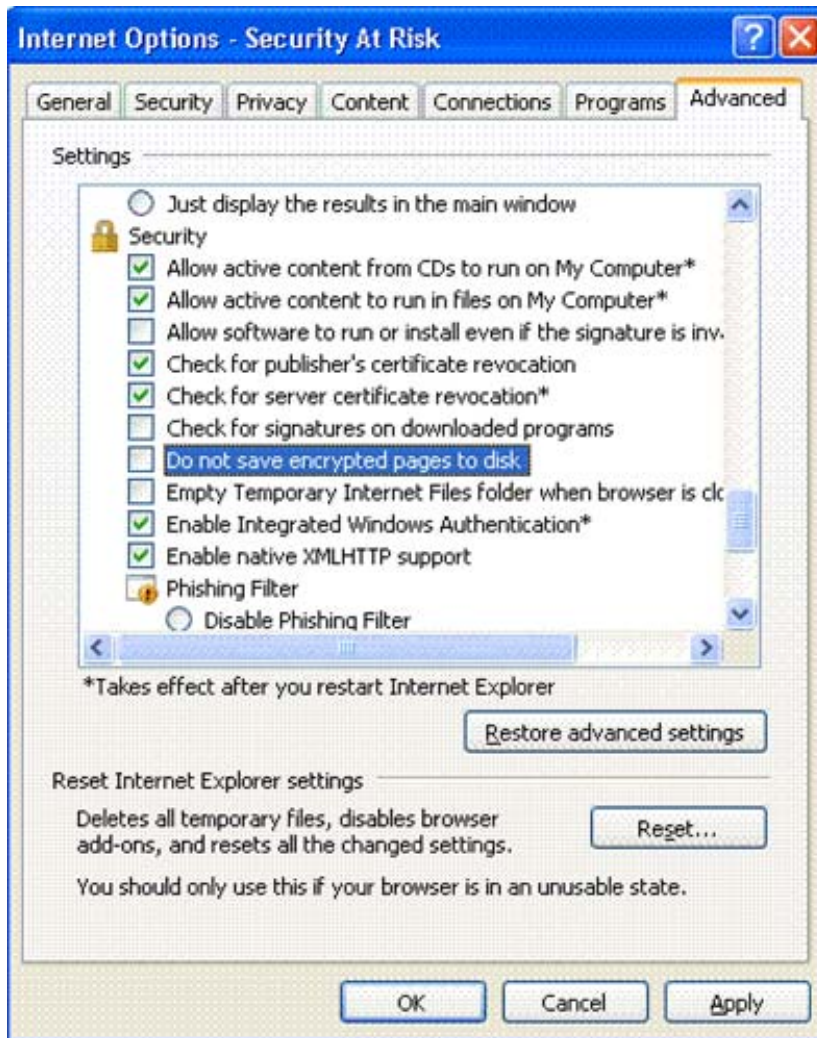 Internet Options - Security At Risk
General Security Privacy Content Connections Programs Advanced
Settings
Just display the results in the main window
Security
Allow active content from CDs to run on My Computer*
Allow active content to run in files on My Computer*
Allow software to run or install even if the signature is inv
Check for publisher's certificate revocation
Check for server certificate revocation*
Check for signatures on downloaded programs
Do not save encrypted pages to disk
Empty Temporary Internet Files folder when browser is clo
Enable Integrated Windows Authentication*
Enable native XMLHTTP support
Phishing Filter
Disable Phishing Filter
*Takes effect after you restart Internet Explorer
Restore advanced settings
Reset Internet Explorer settings
Deletes all temporary files, disables browser
add-ons, and resets all the changed settings.
Reset...
You should only use this if your browser is in an unusable state.
OK Cancel Apply